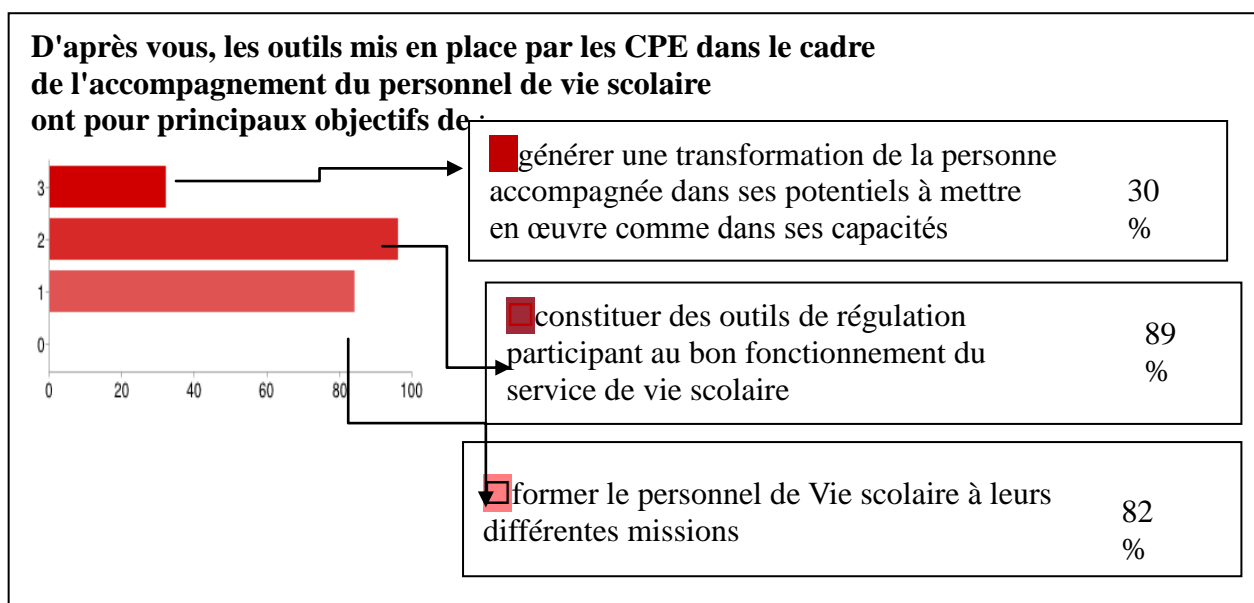 D'après vous, les outils mis en place par les CPE dans le cadre
de l'accompagnement du personnel de vie scolaire
ont pour principaux objectifs de :
générer une transformation de la personne
accompagnée dans ses potentiels à mettre
en œuvre comme dans ses capacités
30
%
3
2
1
0
0 20 40 60 80 100
constituer des outils de régulation
participant au bon fonctionnement du
service de vie scolaire
89
%
former le personnel de Vie scolaire à leurs
différentes missions
82
%